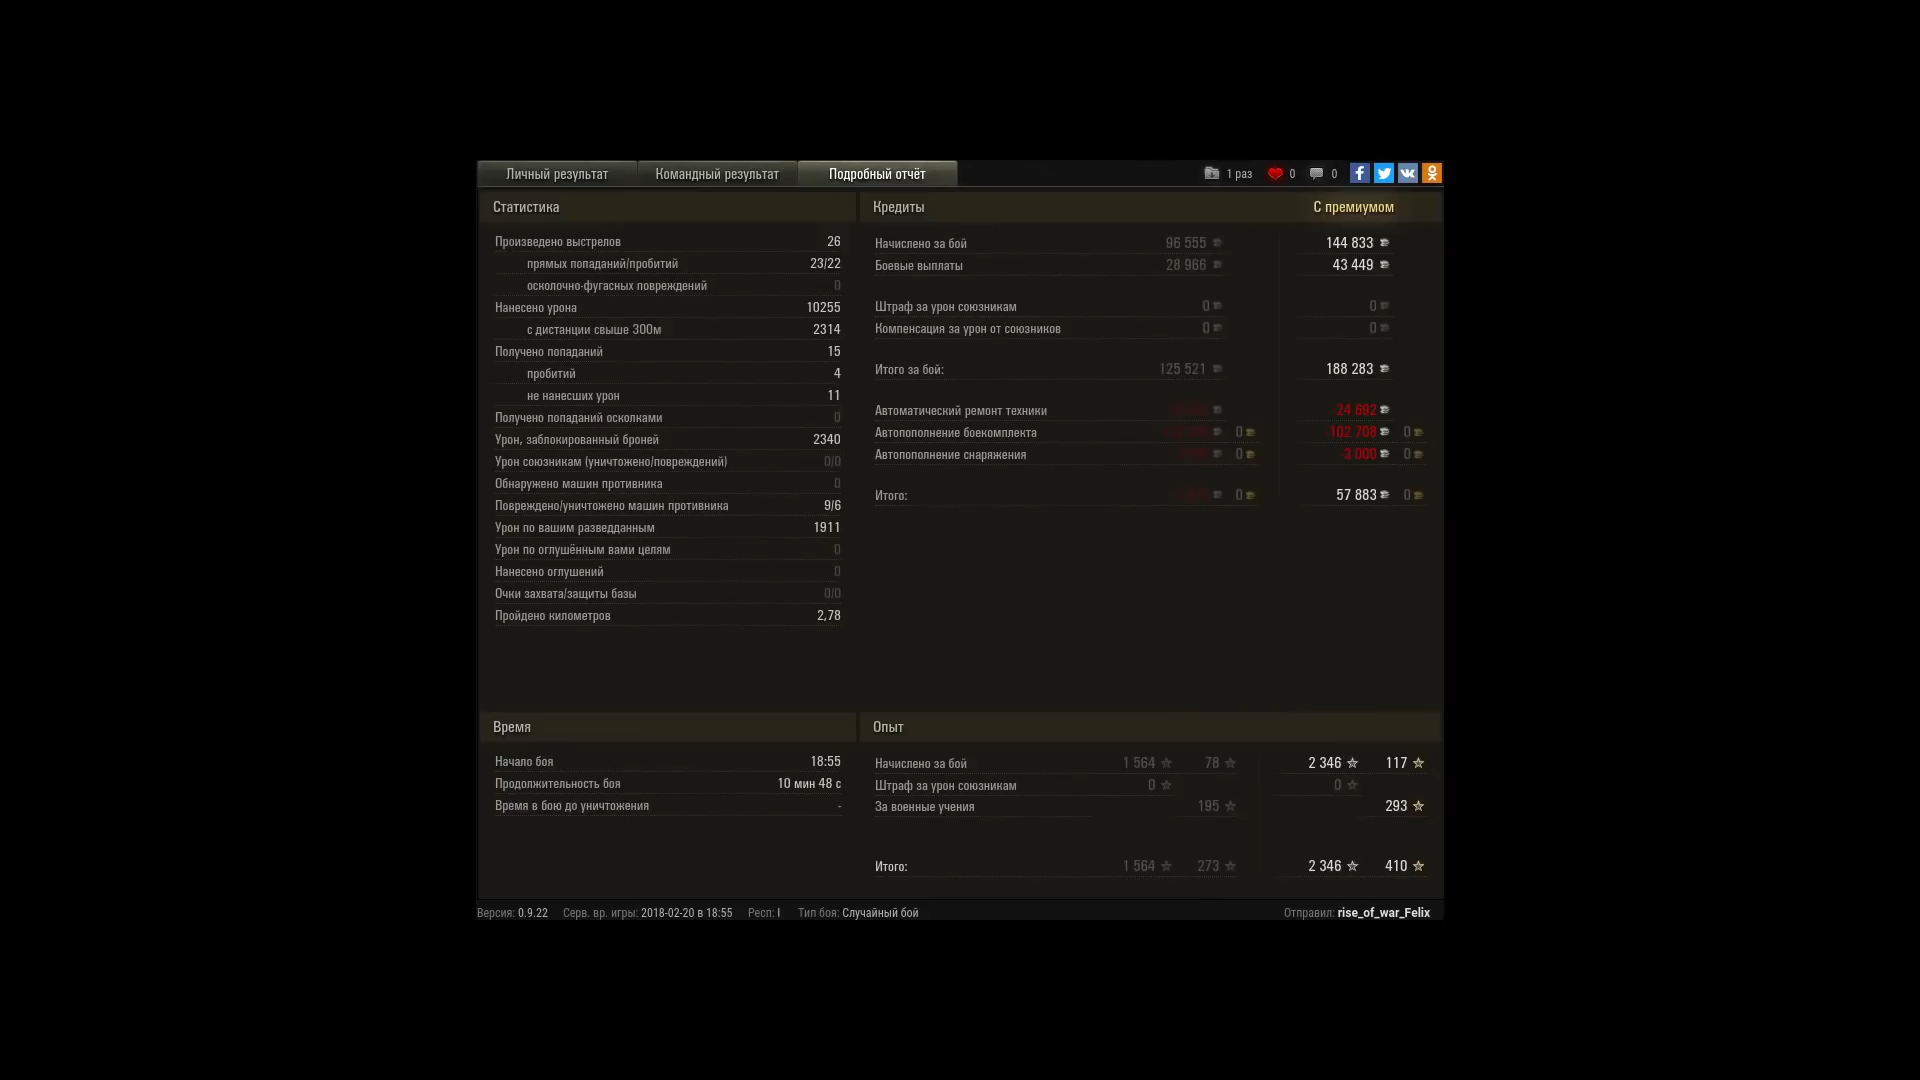 Личный результат Командный результат Подробный отчёт 1 раз 0 0
Статистика
Произведено выстрелов 26
прямых попаданий/пробитий 23/22
осколочно-фугасных повреждений 0
Нанесено урона 10255
с дистанции свыше 300м 2314
Получено попаданий 15
пробитий 4
не нанесших урон 11
Получено попаданий осколками 0
Урон, заблокированный броней 2340
Урон союзникам (уничтожено/повреждений) 0/0
Обнаружено машин противника 0
Повреждено/уничтожено машин противника 9/6
Урон по вашим разведданным 1911
Урон по оглушённым вами целям 0
Нанесено оглушений 0
Очки захвата/защиты базы 0/0
Пройдено километров 2,78
Кредиты С премиумом
Начислено за бой 96 555 144 833
Боевые выплаты 28 966 43 449
Штраф за урон союзникам 0 0
Компенсация за урон от союзников 0 0
Итого за бой: 125 521 188 283
Автоматический ремонт техники -24 692
Автопополнение боекомплекта 0 -102 708 0
Автопополнение снаряжения 0 -3 000 0
Итого: 0 57 883 0
Время
Начало боя 18:55
Продолжительность боя 10 мин 48 с
Время в бою до уничтожения -
Опыт
Начислено за бой 1 564 78 2 346 117
Штраф за урон союзникам 0 0
За военные учения 195 293
Итого: 1 564 273 2 346 410
Версия: 0.9.22 Серв. вр. игры: 2018-02-20 в 18:55 Респ: I Тип боя: Случайный бой Отправил: rise_of_war_Felix